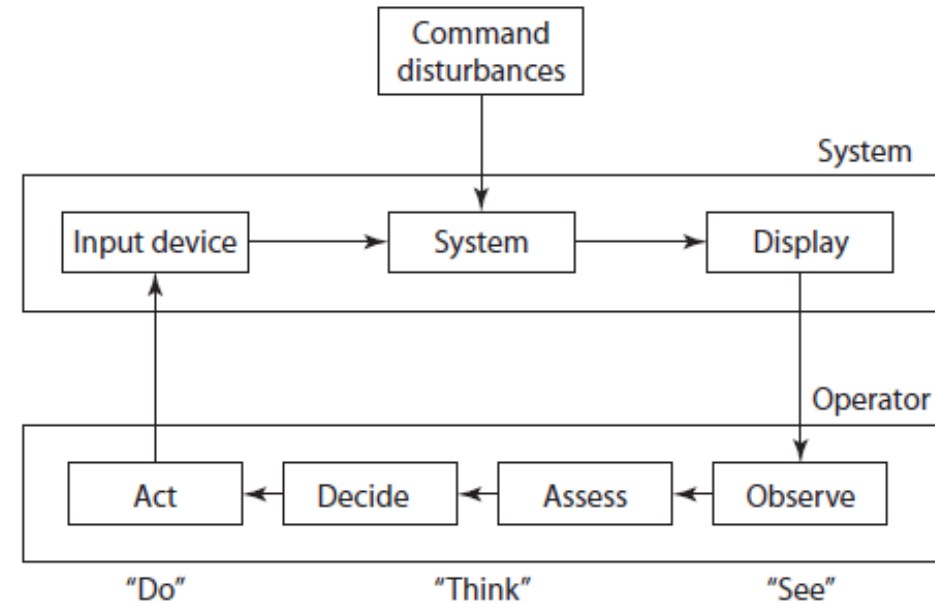 Command
disturbances
System
Input device
System
Display
Operator
Act
Decide
Assess
Observe
“Do”
“Think”
“See”